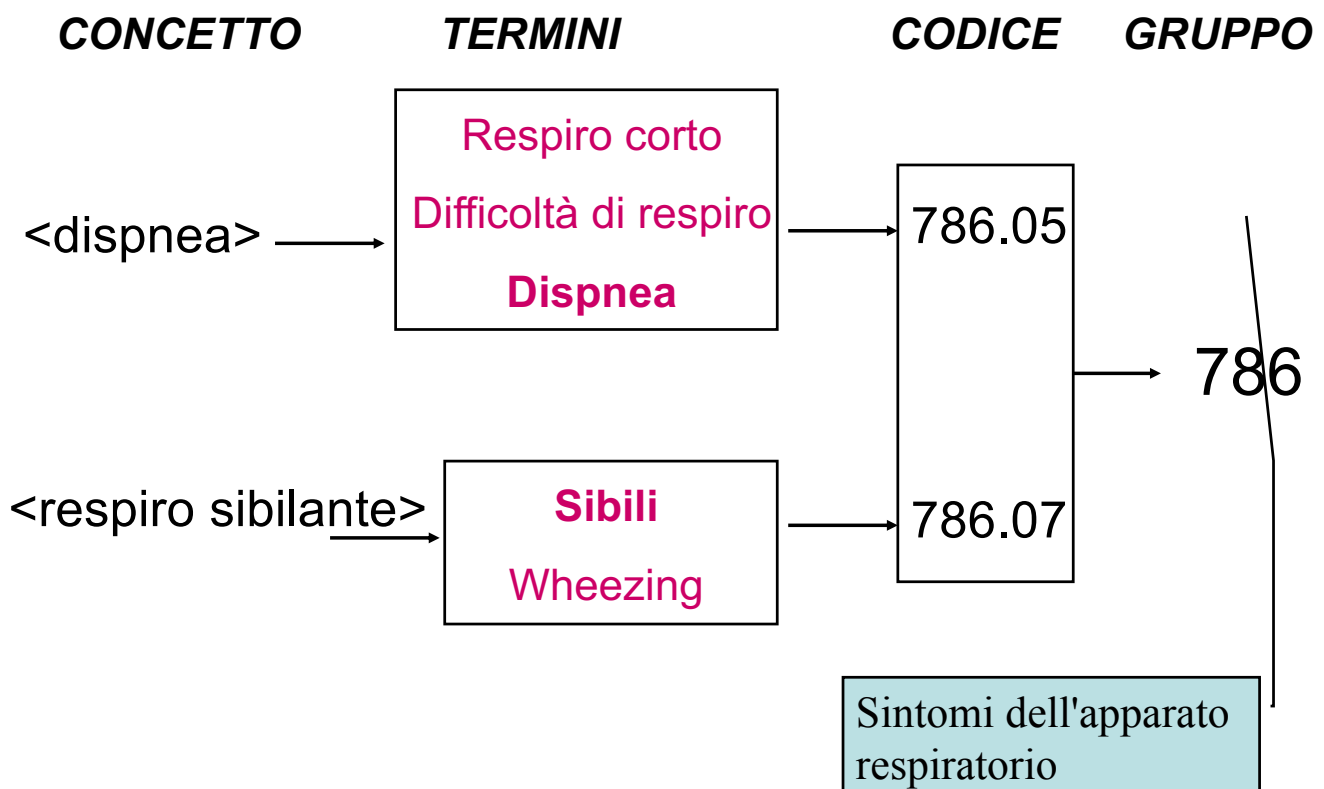 CONCETTO TERMINI CODICE GRUPPO
Respiro corto
<dispnea> Difficoltà di respiro 786.05
Dispnea
786
<respiro sibilante> Sibili 786.07
Wheezing
Sintomi dell'apparato
respiratorio